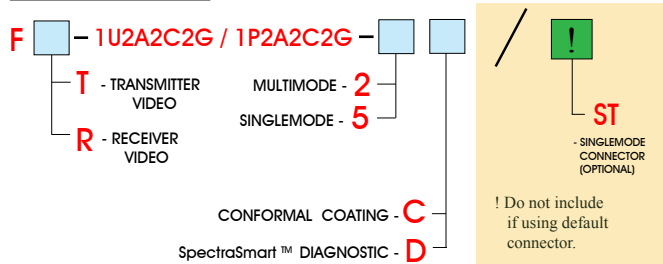 F - 1U2A2C2G / 1P2A2C2G - / !
T - TRANSMITTER
VIDEO
R - RECEIVER
VIDEO
MULTIMODE - 2
SINGLEMODE - 5
CONFORMAL COATING - C
SpectraSmart ™ DIAGNOSTIC - D
ST
- SINGLEMODE
CONNECTOR
(OPTIONAL)
! Do not include
if using default
connector.